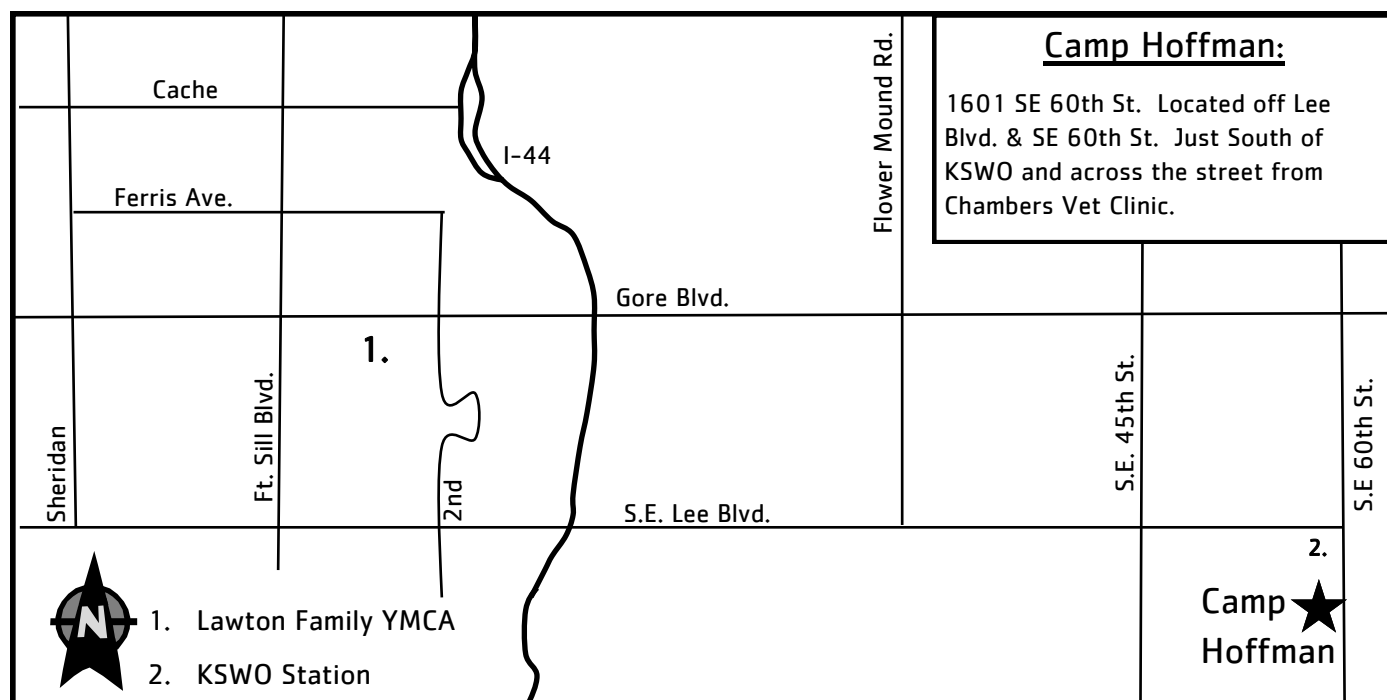 Camp Hoffman:
1601 SE 60th St. Located off Lee
Blvd. & SE 60th St. Just South of
KSWO and across the street from
Chambers Vet Clinic.
Cache
I-44
Flower Mound Rd.
Ferris Ave.
Gore Blvd.
1.
Sheridan
Ft. Sill Blvd.
2nd
S.E. 45th St.
S.E 60th St.
S.E. Lee Blvd.
2.
Camp
Hoffman
N
1. Lawton Family YMCA
2. KSWO Station